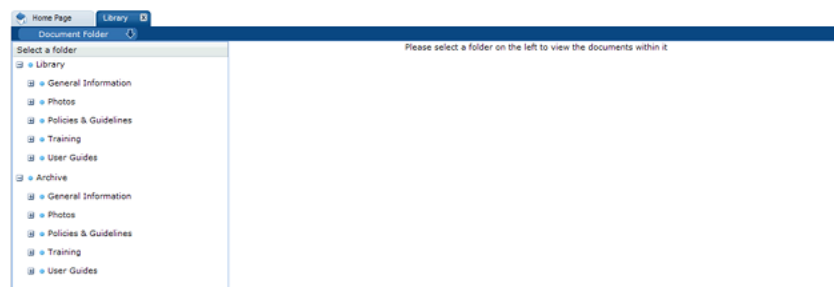 Home Page
Library
Document Folder
Select a folder
Please select a folder on the left to view the documents within it
Library
General Information
Photos
Policies & Guidelines
Training
User Guides
Archive
General Information
Photos
Policies & Guidelines
Training
User Guides